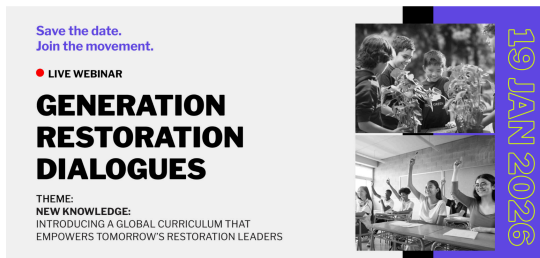 Save the date.
Join the movement.
LIVE WEBINAR
GENERATION
RESTORATION
DIALOGUES
THEME:
NEW KNOWLEDGE:
INTRODUCING A GLOBAL CURRICULUM THAT
EMPOWERS TOMORROW'S RESTORATION LEADERS
19 JAN 2026